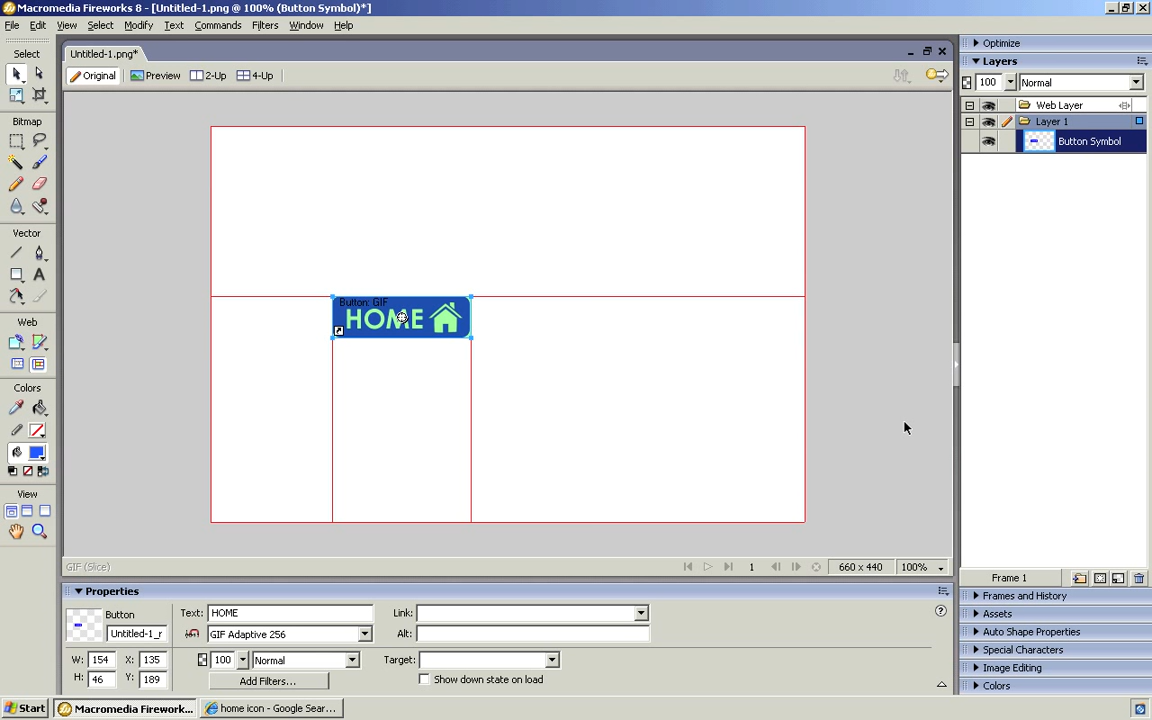 Macromedia Fireworks 8 - [Untitled-1.png @ 100% (Button Symbol)*]
File Edit View Select Modify Text Commands Filters Window Help
Select
Bitmap
Vector
Web
Colors
View
Untitled-1.png*
Original Preview 2-Up 4-Up
Button: GIF
HOME
GIF (Slice) 1 660 x 440 100%
Properties
Button
Untitled-1_r
W: 154 X: 135
H: 46 Y: 189
Text: HOME
GIF Adaptive 256
100 Normal
Add Filters...
Link:
Alt:
Target:
Show down state on load
Optimize
Layers
100 Normal
Web Layer
Layer 1
Button Symbol
Frame 1
Frames and History
Assets
Auto Shape Properties
Special Characters
Image Editing
Colors
Start Macromedia Firework... home icon - Google Sear...